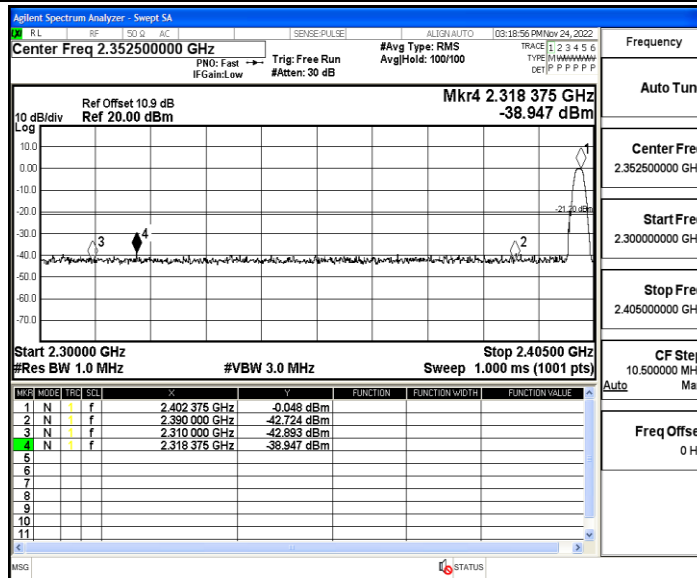 Agilent Spectrum Analyzer - Swept SA
RL RF 50 Ω AC SENSE:PULSE ALIGN AUTO 03:18:56 PM Nov 24, 2022
Center Freq 2.352500000 GHz
PNO: Fast
IFGain:Low
Trig: Free Run
#Atten: 30 dB
#Avg Type: RMS
Avg|Hold: 100/100
TRACE 1 2 3 4 5 6
TYPE MWWWWW
DET P P P P P P
Ref Offset 10.9 dB
Ref 20.00 dBm
Mkr4 2.318 375 GHz
-38.947 dBm
10 dB/div
Log
10.0
0.00
-10.0
-20.0
-30.0
-40.0
-50.0
-60.0
-70.0
1
2
3
4
Start 2.30000 GHz
Stop 2.40500 GHz
#Res BW 1.0 MHz
#VBW 3.0 MHz
Sweep 1.000 ms (1001 pts)
MKR MODE TRC SCL X Y FUNCTION FUNCTION WIDTH FUNCTION VALUE
1 N 1 f 2.402 375 GHz -0.048 dBm
2 N 1 f 2.390 000 GHz -42.724 dBm
3 N 1 f 2.310 000 GHz -42.893 dBm
4 N 1 f 2.318 375 GHz -38.947 dBm
5
6
7
8
9
10
11
MSG
STATUS
Frequency
Auto Tun
Center Fre
2.352500000 GH
Start Fre
2.300000000 GH
Stop Fre
2.405000000 GH
CF Step
10.500000 MH
Auto Ma
Freq Offse
0 H